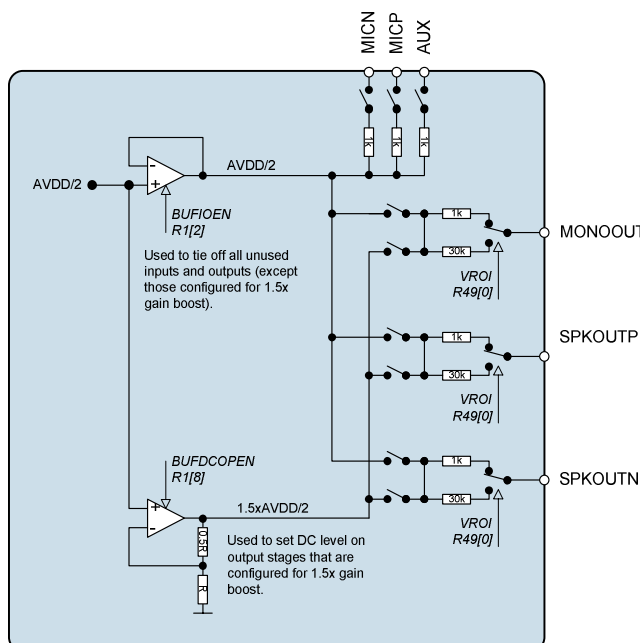 MICN
MICP
AUX
1k
1k
1k
AVDD/2
AVDD/2
-
+
BUFIOEN
R1[2]
Used to tie off all unused
inputs and outputs (except
those configured for 1.5x
gain boost).
1k
30k
MONOOUT
VROI
R49[0]
1k
30k
SPKOUTP
VROI
R49[0]
1k
30k
SPKOUTN
VROI
R49[0]
BUFDCOPEN
R1[8]
+
-
1.5xAVDD/2
0.5R
R
Used to set DC level on
output stages that are
configured for 1.5x gain
boost.